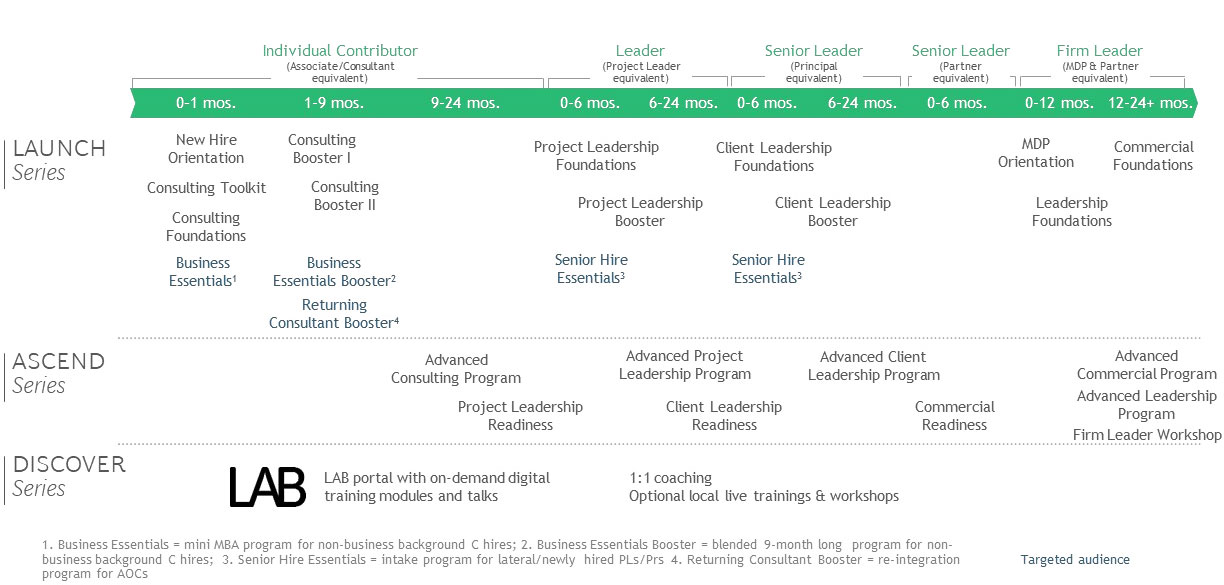 Individual Contributor
(Associate/Consultant
equivalent)
Leader
(Project Leader
equivalent)
Senior Leader
(Principal
equivalent)
Senior Leader
(Partner
equivalent)
Firm Leader
(MDP & Partner
equivalent)
0-1 mos.
1-9 mos.
9-24 mos.
0-6 mos.
6-24 mos.
0-6 mos.
6-24 mos.
0-6 mos.
0-12 mos.
12-24+ mos.
LAUNCH
Series
New Hire
Orientation
Consulting Toolkit
Consulting
Foundations
Business
Essentials¹
Consulting
Booster I
Consulting
Booster II
Business
Essentials Booster²
Returning
Consultant Booster⁴
Project Leadership
Foundations
Project Leadership
Booster
Senior Hire
Essentials³
Client Leadership
Foundations
Client Leadership
Booster
Senior Hire
Essentials³
MDP
Orientation
Leadership
Foundations
Commercial
Foundations
ASCEND
Series
Advanced
Consulting Program
Project Leadership
Readiness
Advanced Project
Leadership Program
Client Leadership
Readiness
Advanced Client
Leadership Program
Commercial
Readiness
Advanced
Commercial Program
Advanced Leadership
Program
Firm Leader Workshop
DISCOVER
Series
LAB
LAB portal with on-demand digital
training modules and talks
1:1 coaching
Optional local live trainings & workshops
1. Business Essentials = mini MBA program for non-business background C hires; 2. Business Essentials Booster = blended 9-month long program for non-
business background C hires; 3. Senior Hire Essentials = intake program for lateral/newly hired PLs/Prs 4. Returning Consultant Booster = re-integration
program for AOCs
Targeted audience